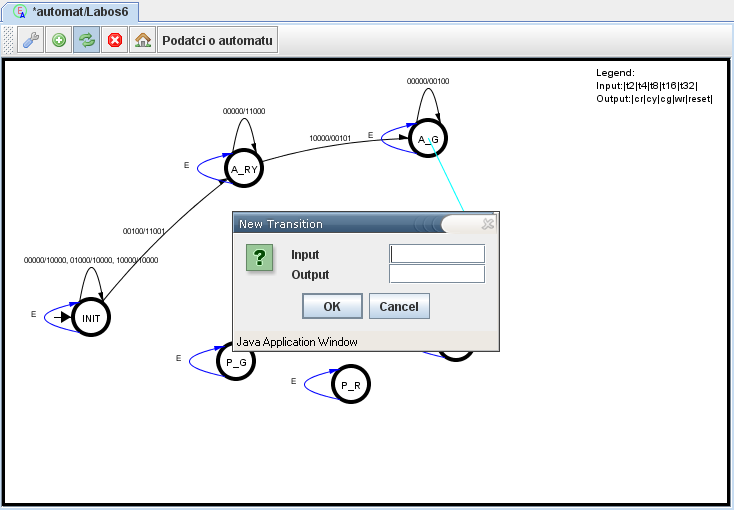 *automat/Labos6
Podatci o automatu
Legend:
Input:|t2|t4|t8|t16|t32|
Output:|cr|cy|cg|wr|reset|
00000/00100
00000/11000
E
A_G
10000/00101
E
A_RY
00100/11001
00000/10000, 01000/10000, 10000/10000
E
INIT
New Transition
?
Input
Output
OK
Cancel
Java Application Window
E
P_G
E
P_R